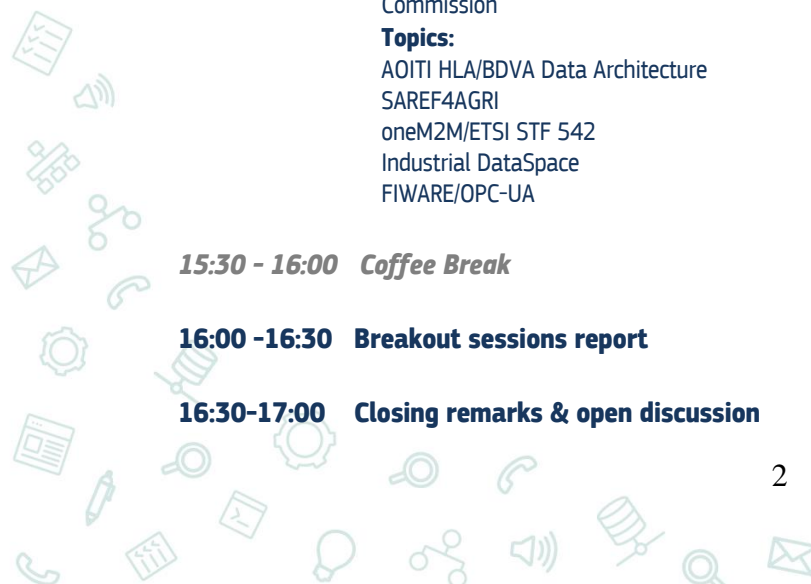 Commission
Topics:
AOITI HLA/BDVA Data Architecture
SAREF4AGRI
oneM2M/ETSI STF 542
Industrial DataSpace
FIWARE/OPC-UA
15:30 - 16:00 Coffee Break
16:00 -16:30 Breakout sessions report
16:30-17:00 Closing remarks & open discussion
2